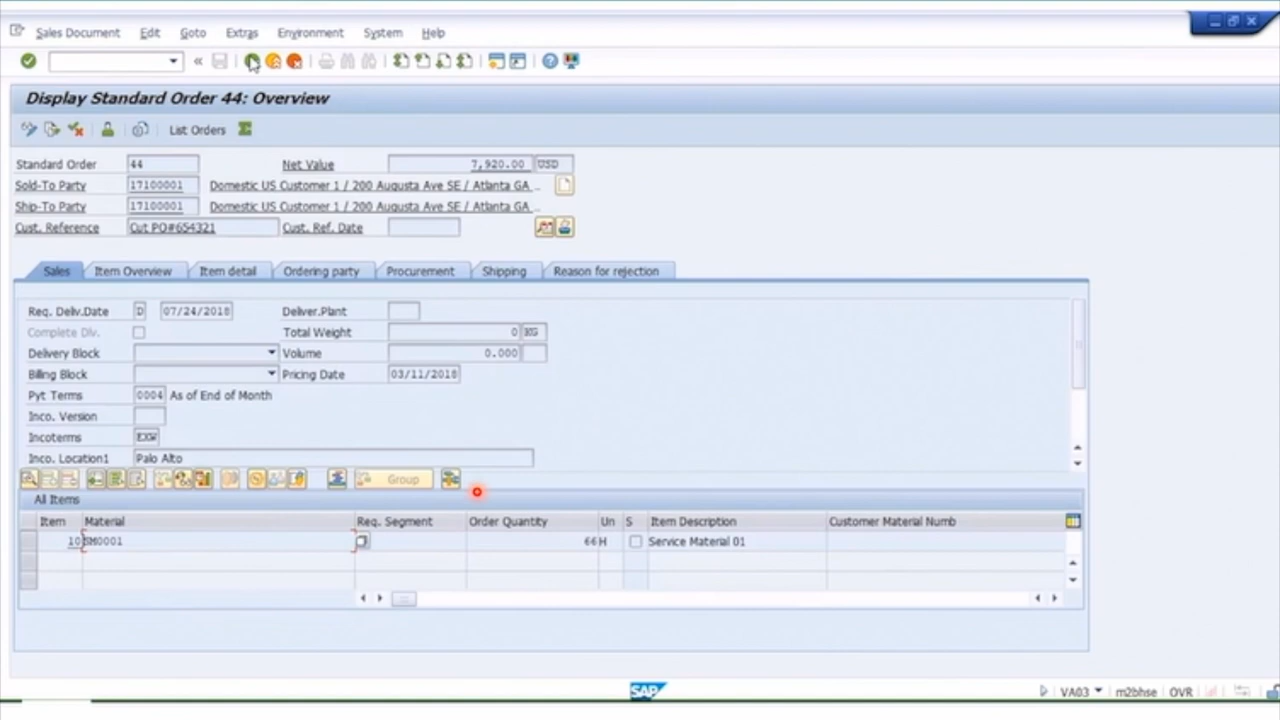 Sales Document Edit Goto Extras Environment System Help
Display Standard Order 44: Overview
List Orders
Standard Order 44 Net Value 7,920.00 USD
Sold-To Party 17100001 Domestic US Customer 1 / 200 Augusta Ave SE / Atlanta GA ...
Ship-To Party 17100001 Domestic US Customer 1 / 200 Augusta Ave SE / Atlanta GA ...
Cust. Reference Cut PO#654321 Cust. Ref. Date
Sales Item Overview Item detail Ordering party Procurement Shipping Reason for rejection
Req. Deliv.Date D 07/24/2018 Deliver.Plant
Complete Dlv. Total Weight 0 KG
Delivery Block Volume 0.000
Billing Block Pricing Date 03/11/2018
Pyt Terms 0004 As of End of Month
Inco. Version
Incoterms EXW
Inco. Location1 Palo Alto
Group
All Items
Item Material Req. Segment Order Quantity Un S Item Description Customer Material Numb
10 SM0001 66 H Service Material 01
SAP VA03 m2bhse OVR